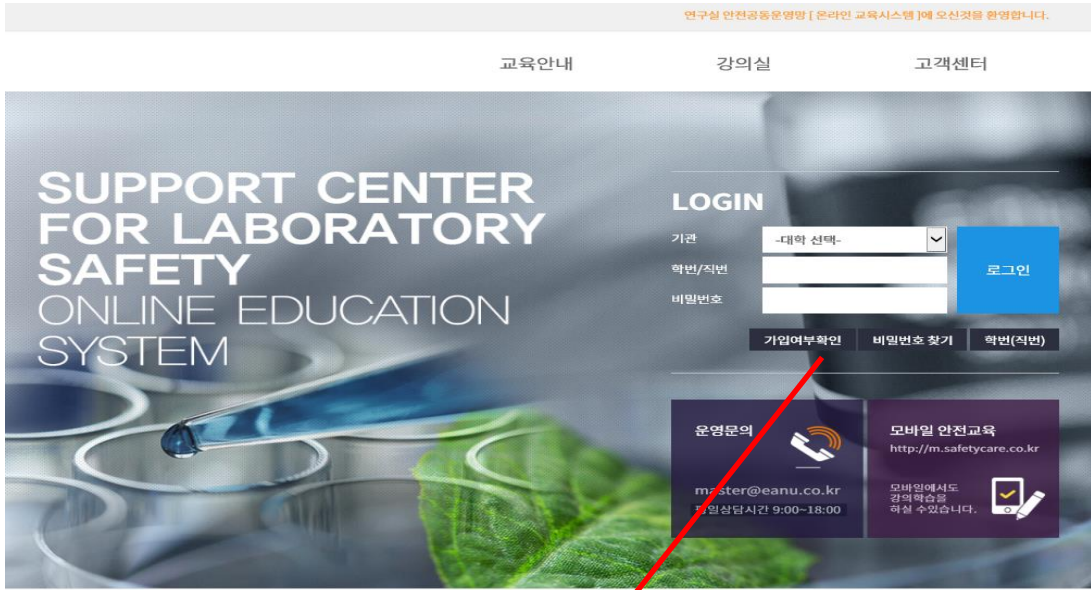 연구실 안전공동운영망 [ 온라인 교육시스템 ]에 오신것을 환영합니다.
교육안내 강의실 고객센터
SUPPORT CENTER
FOR LABORATORY
SAFETY
ONLINE EDUCATION
SYSTEM
LOGIN
기관 -대학 선택-
학번/직번
비밀번호
로그인
가입여부확인 비밀번호 찾기 학번(직번)
운영문의
master@eanu.co.kr
평일상담시간 9:00~18:00
모바일 안전교육
http://m.safetycare.co.kr
모바일에서도
강의학습을
하실 수있습니다.